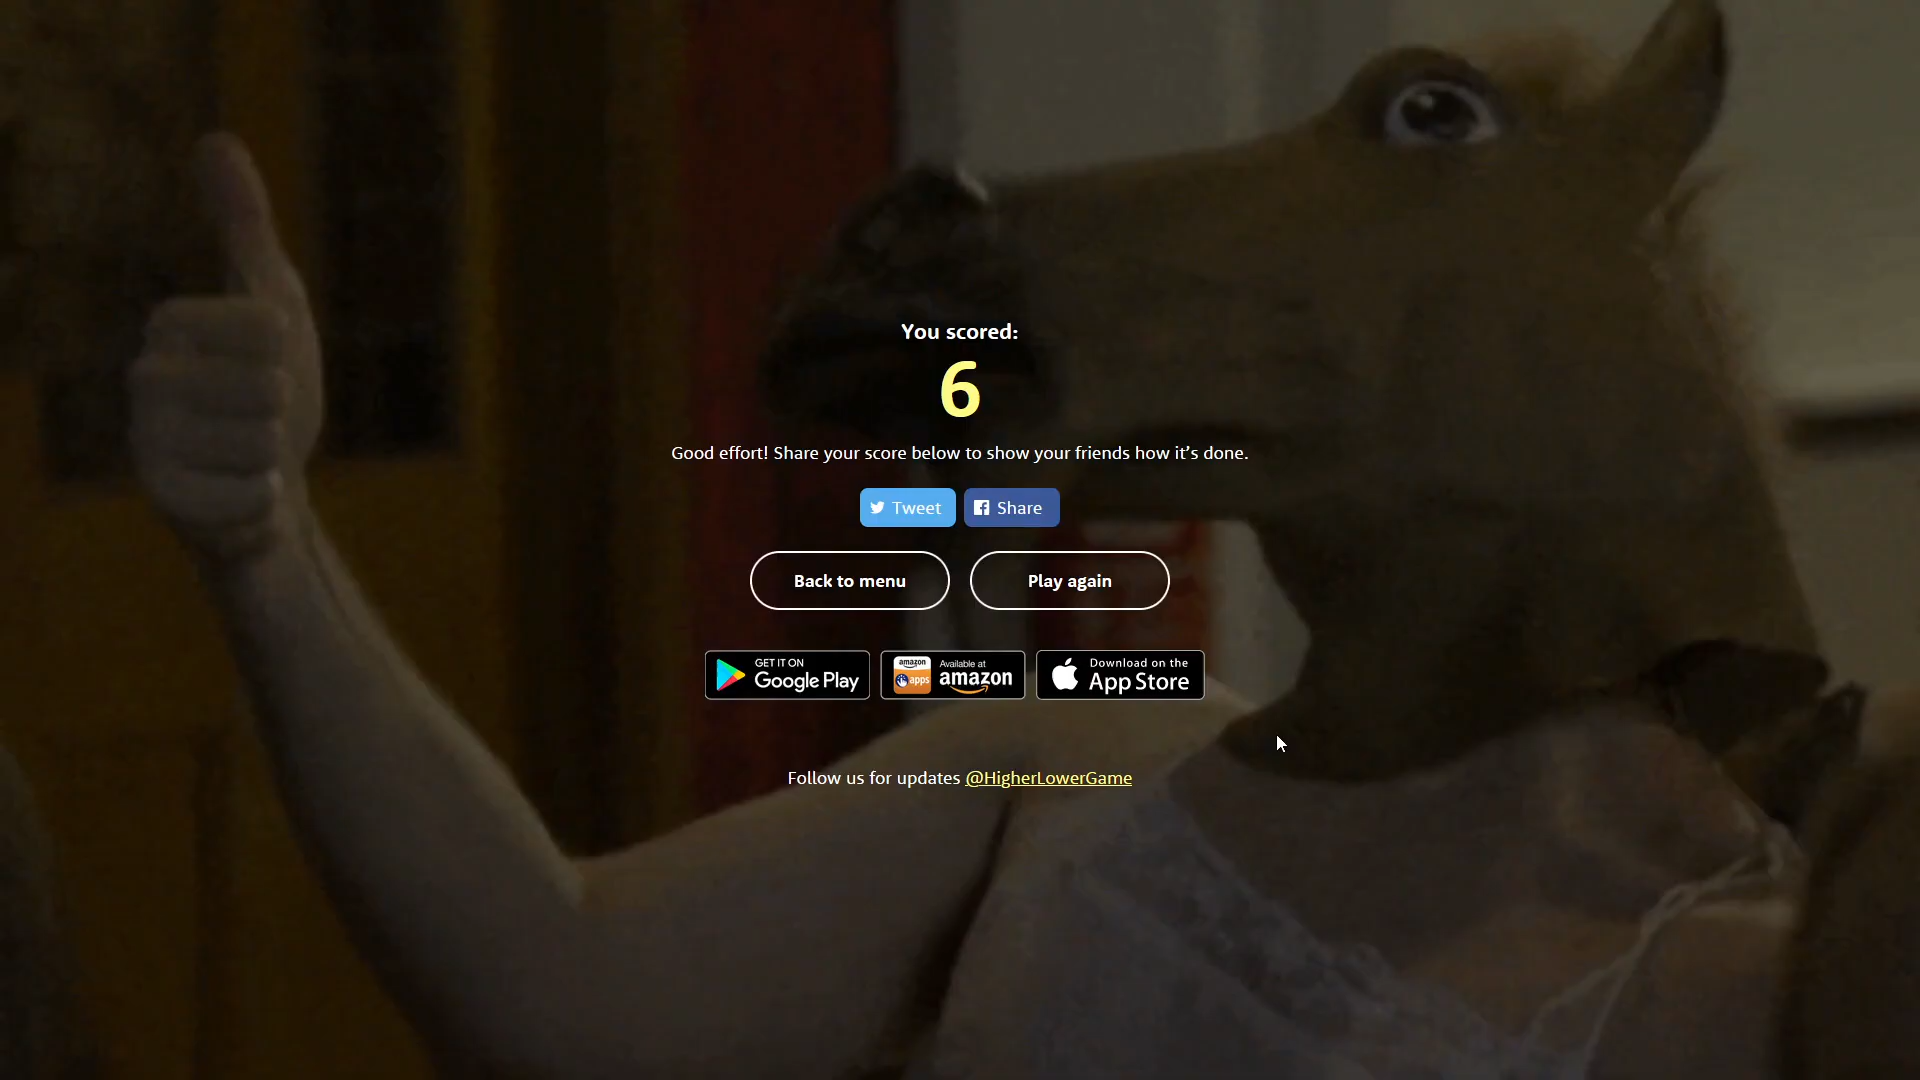 You scored:
6
Good effort! Share your score below to show your friends how it's done.
Tweet
Share
Back to menu
Play again
GET IT ON
Google Play
amazon
apps
Available at
amazon
Download on the
App Store
Follow us for updates @HigherLowerGame